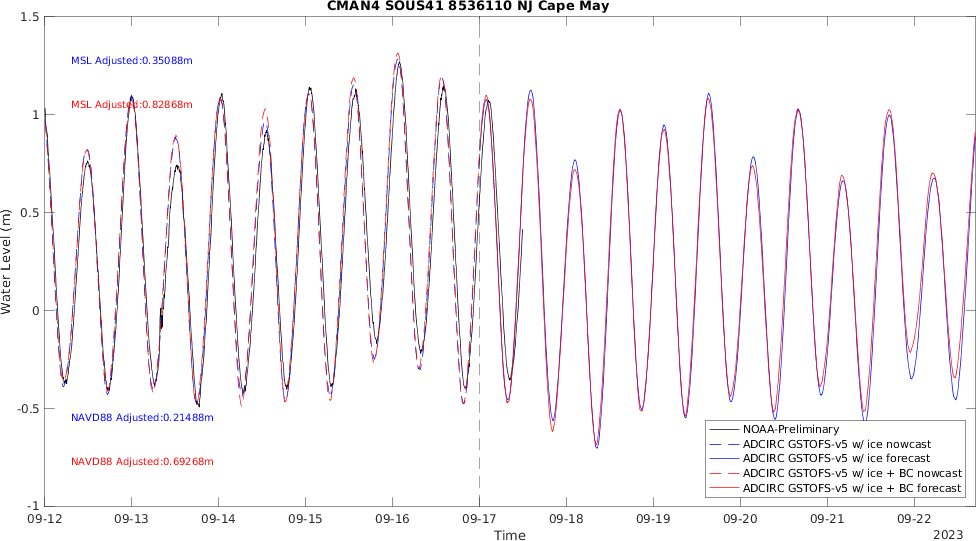 CMAN4 SOUS41 8536110 NJ Cape May
1.5
MSL Adjusted:0.35088m
MSL Adjusted:0.82868m
1
0.5
Water Level (m)
0
-0.5
NAVD88 Adjusted:0.21488m
NAVD88 Adjusted:0.69268m
-1
NOAA-Preliminary
ADCIRC GSTOFS-v5 w/ ice nowcast
ADCIRC GSTOFS-v5 w/ ice forecast
ADCIRC GSTOFS-v5 w/ ice + BC nowcast
ADCIRC GSTOFS-v5 w/ ice + BC forecast
09-12 09-13 09-14 09-15 09-16 09-17 09-18 09-19 09-20 09-21 09-22
Time
2023